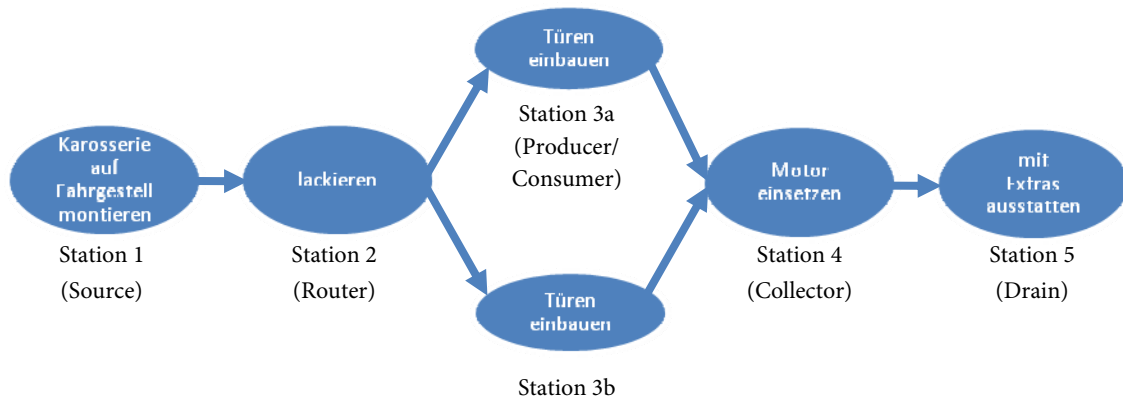 Türen
einbauen
Station 3a
(Producer/
Consumer)
Karosserie
auf
Fahrgestell
montieren
Station 1
(Source)
lackieren
Station 2
(Router)
Motor
einsetzen
Station 4
(Collector)
mit
Extras
ausstatten
Station 5
(Drain)
Türen
einbauen
Station 3b